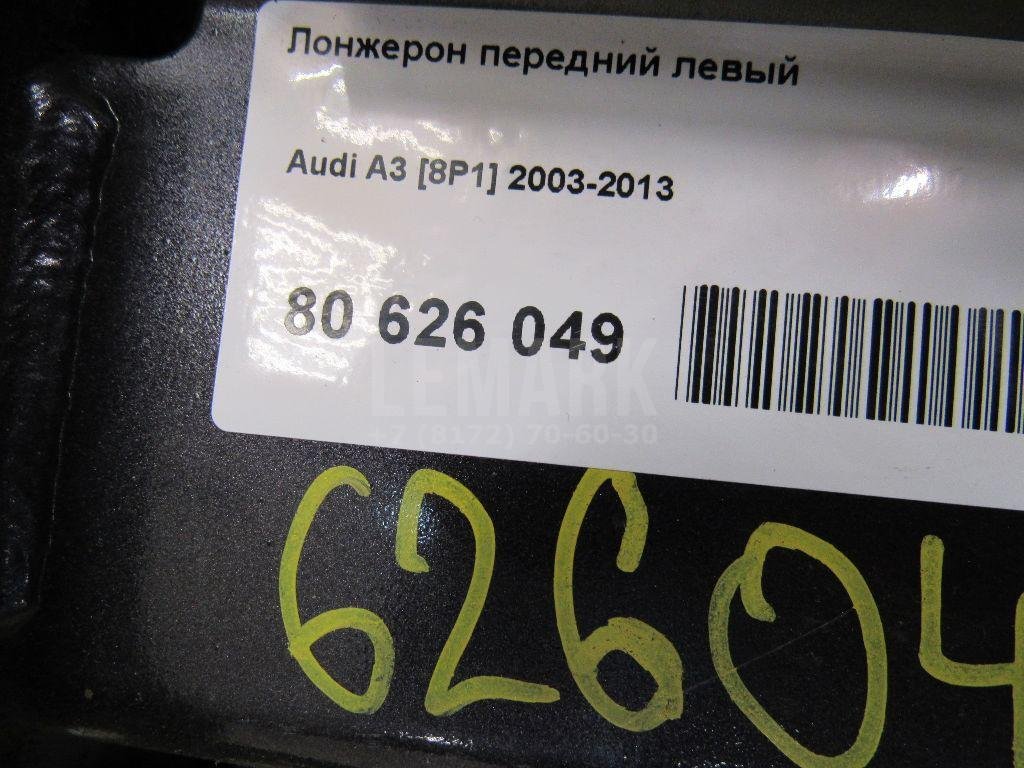 Лонжерон передний левый
Audi A3 [8P1] 2003-2013
80 626 049
LEMARK
+7 (8172) 70-60-30
62604